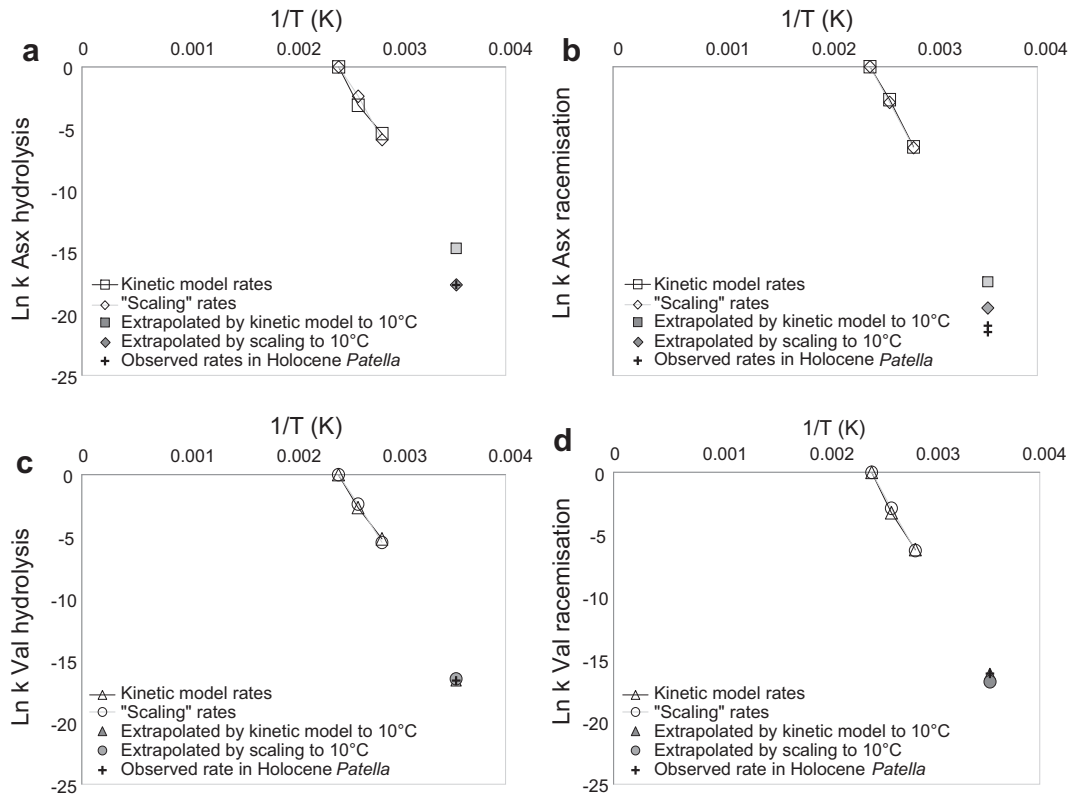 a
1/T (K)
0 0.001 0.002 0.003 0.004
0
-5
-10
-15
-20
-25
Ln k Asx hydrolysis
Kinetic model rates
"Scaling" rates
Extrapolated by kinetic model to 10°C
Extrapolated by scaling to 10°C
Observed rates in Holocene Patella
b
1/T (K)
0 0.001 0.002 0.003 0.004
0
-5
-10
-15
-20
-25
Ln k Asx racemisation
Kinetic model rates
"Scaling" rates
Extrapolated by kinetic model to 10°C
Extrapolated by scaling to 10°C
Observed rates in Holocene Patella
c
1/T (K)
0 0.001 0.002 0.003 0.004
0
-5
-10
-15
-20
-25
Ln k Val hydrolysis
Kinetic model rates
"Scaling" rates
Extrapolated by kinetic model to 10°C
Extrapolated by scaling to 10°C
Observed rate in Holocene Patella
d
1/T (K)
0 0.001 0.002 0.003 0.004
0
-5
-10
-15
-20
-25
Ln k Val racemisation
Kinetic model rates
"Scaling" rates
Extrapolated by kinetic model to 10°C
Extrapolated by scaling to 10°C
Observed rate in Holocene Patella